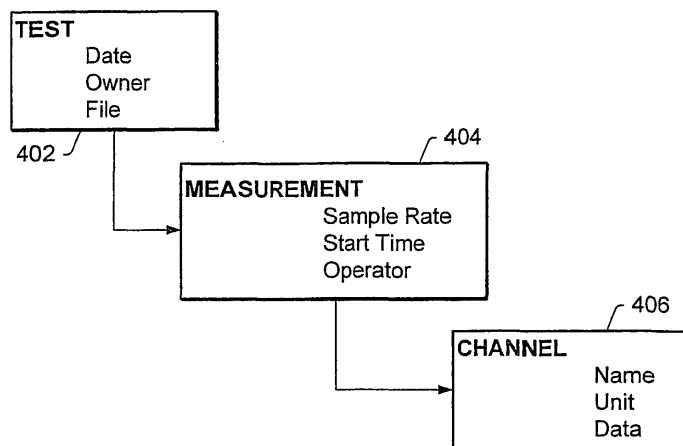 TEST
Date
Owner
File
402
404
MEASUREMENT
Sample Rate
Start Time
Operator
406
CHANNEL
Name
Unit
Data